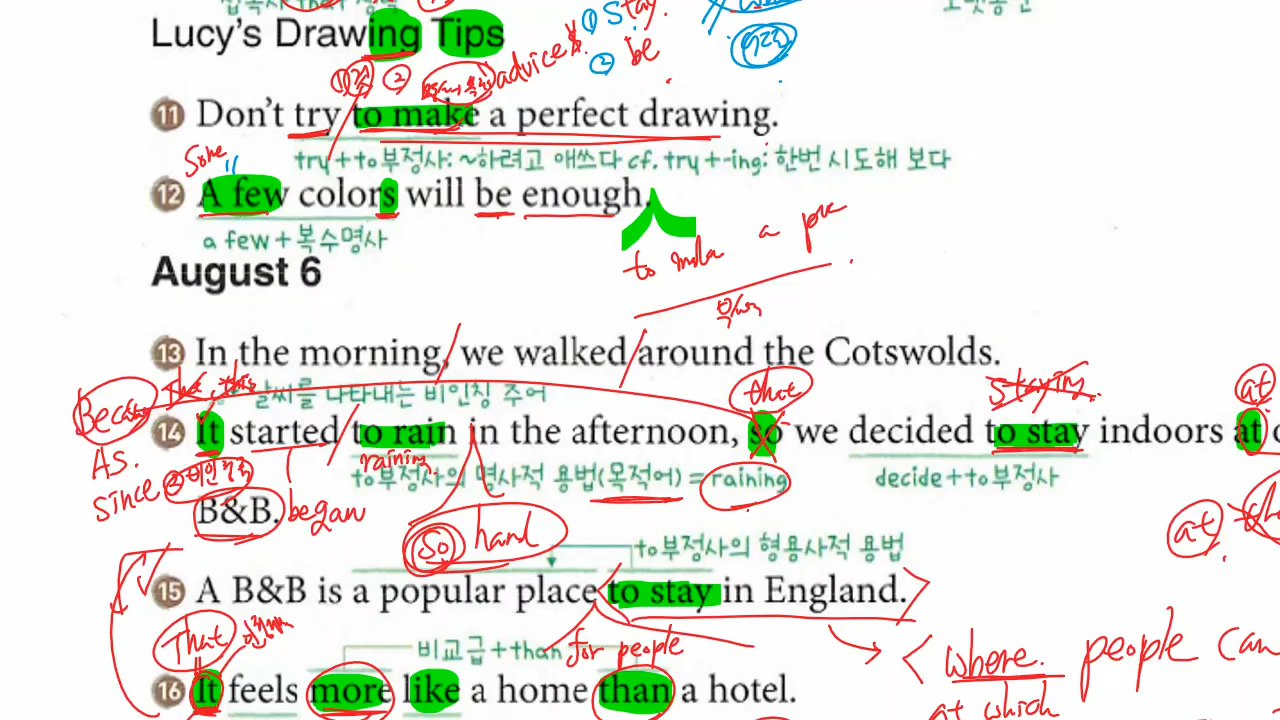 ① Stay
Lucy's Drawing Tips
② be
② advice
⑪ Don't try to make a perfect drawing.
try+to부정사: ~하려고 애쓰다 cf. try+-ing: 한번 시도해 보다
Some
⑫ A few colors will be enough.
a few+복수명사
to make a per
August 6
⑬ In the morning, we walked around the Cotswolds.
날씨를 나타내는 비인칭 주어
that
staying
at
⑭ It started to rain in the afternoon, so we decided to stay indoors at
As.
since
raining
to부정사의 명사적 용법(목적어) = raining
decide+to부정사
B&B. began
so hard
at
to부정사의 형용사적 용법
⑮ A B&B is a popular place to stay in England.
That
비교급+than
for people
where people can
⑯ It feels more like a home than a hotel.
at which